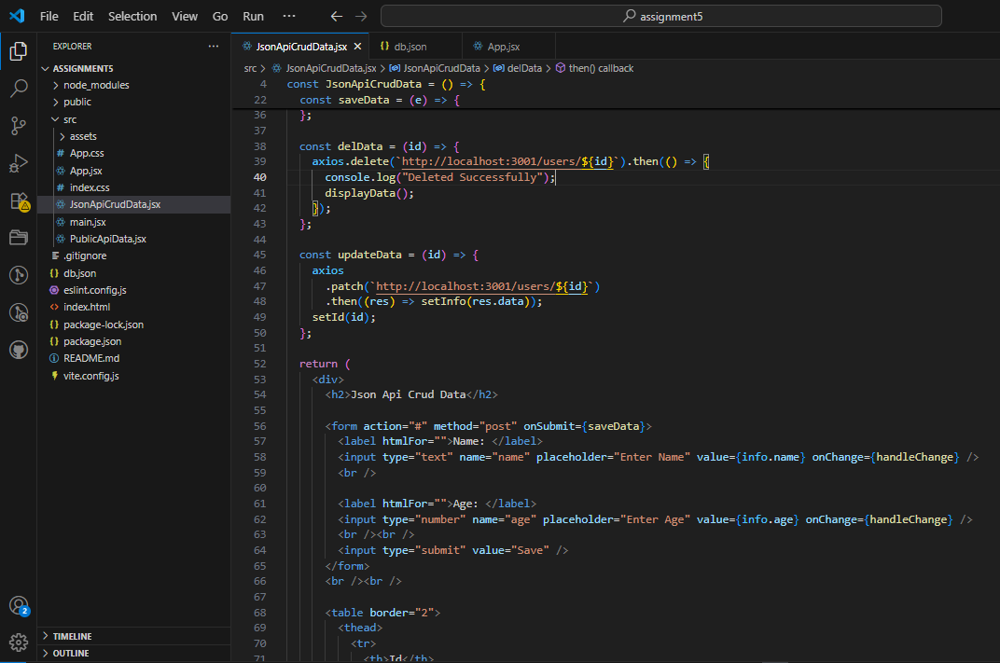 File Edit Selection View Go Run ··· assignment5
EXPLORER ···
ASSIGNMENT5
node_modules
public
src
assets
App.css
App.jsx
index.css
JsonApiCrudData.jsx
main.jsx
PublicApiData.jsx
.gitignore
db.json
eslint.config.js
index.html
package-lock.json
package.json
README.md
vite.config.js
TIMELINE
OUTLINE
2
JsonApiCrudData.jsx {} db.json App.jsx
src > JsonApiCrudData.jsx > JsonApiCrudData > delData > then() callback
4 const JsonApiCrudData = () => {
22 const saveData = (e) => {
36 };
37
38 const delData = (id) => {
39 axios.delete(`http://localhost:3001/users/${id}`).then(() => {
40 console.log("Deleted Successfully");
41 displayData();
42 });
43 };
44
45 const updateData = (id) => {
46 axios
47 .patch(`http://localhost:3001/users/${id}`)
48 .then((res) => setInfo(res.data));
49 setId(id);
50 };
51
52 return (
53 <div>
54 <h2>Json Api Crud Data</h2>
55
56 <form action="#" method="post" onSubmit={saveData}>
57 <label htmlFor="">Name: </label>
58 <input type="text" name="name" placeholder="Enter Name" value={info.name} onChange={handleChange} />
59 <br />
60
61 <label htmlFor="">Age: </label>
62 <input type="number" name="age" placeholder="Enter Age" value={info.age} onChange={handleChange} />
63 <br /><br />
64 <input type="submit" value="Save" />
65 </form>
66 <br /><br />
67
68 <table border="2">
69 <thead>
70 <tr>
71 <th>Id</th>